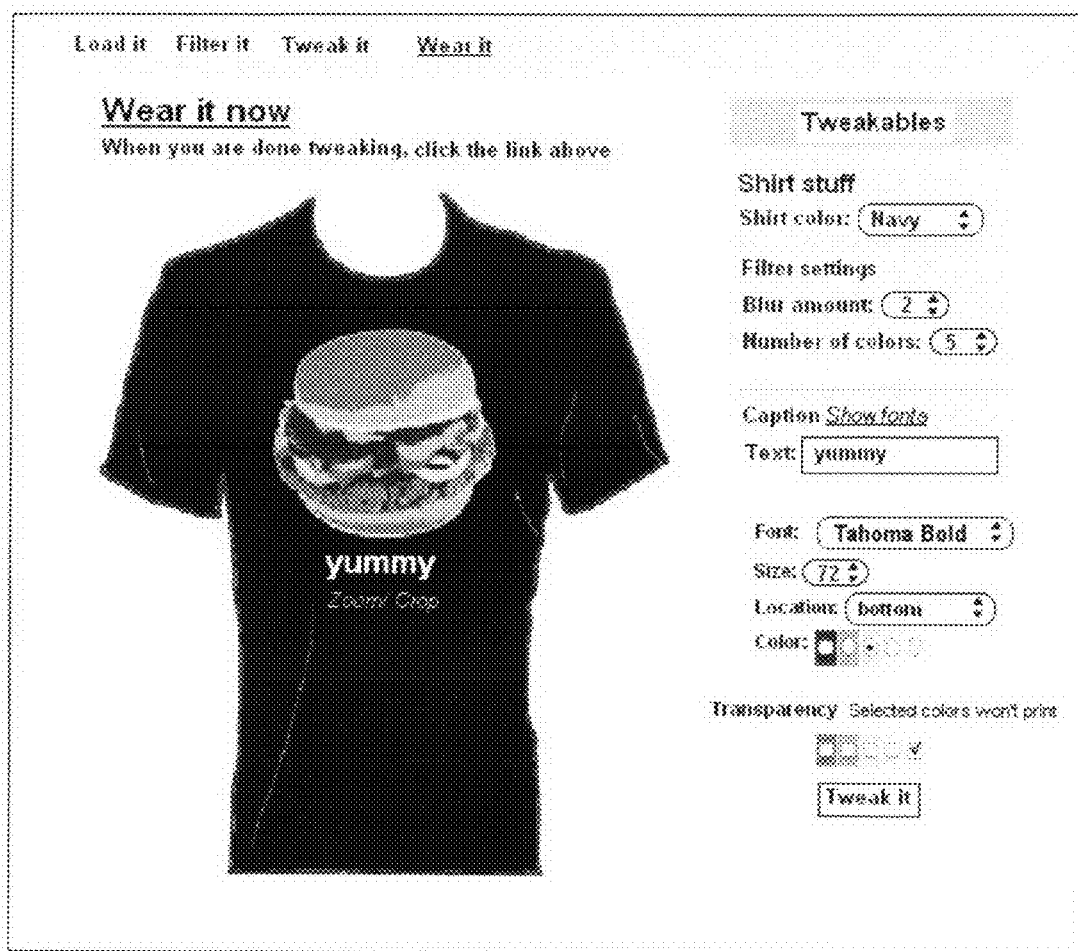 Load it Filter it Tweak it Wear it
Wear it now
When you are done tweaking, click the link above
yummy
Zoom/ Crop
Tweakables
Shirt stuff
Shirt color: Navy
Filter settings
Blur amount: 2
Number of colors: 5
Caption Show fonts
Text: yummy
Font: Tahoma Bold
Size: 72
Location: bottom
Color:
Transparency Selected colors won't print
Tweak it